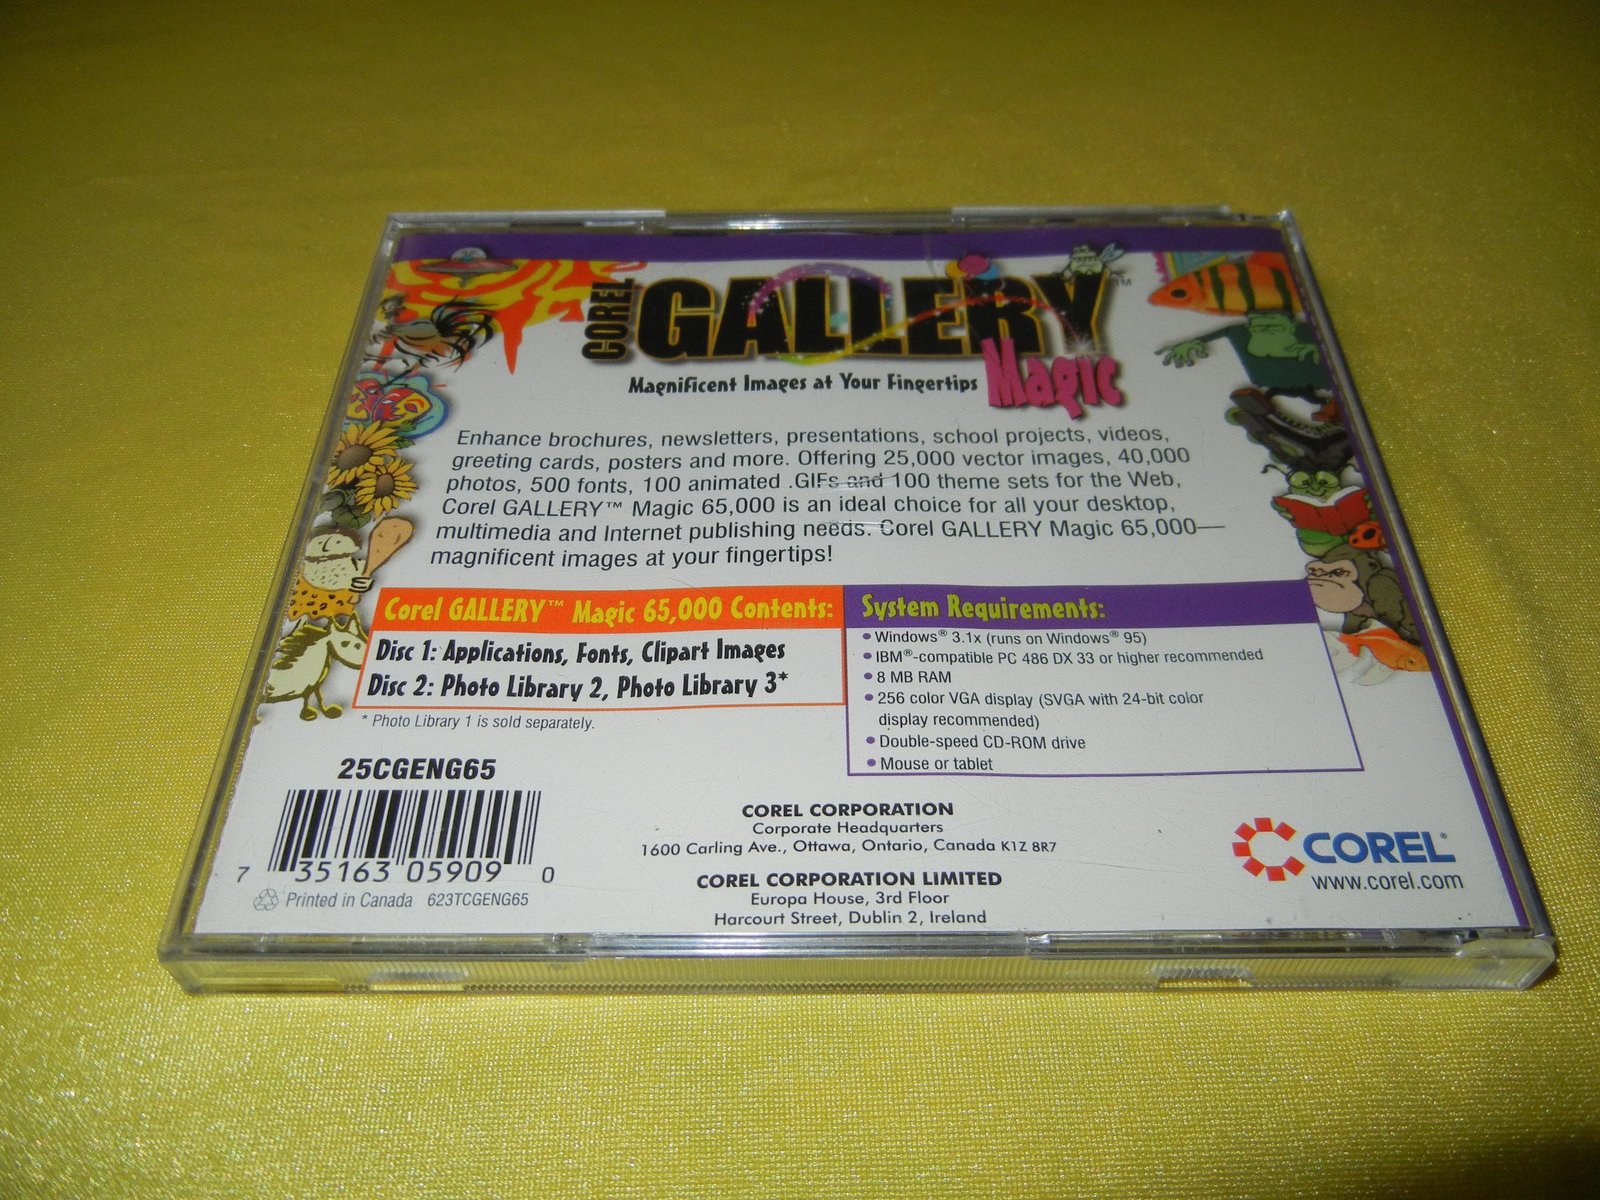 COREL GALLERY™
Magnificent Images at Your Fingertips Magic
Enhance brochures, newsletters, presentations, school projects, videos,
greeting cards, posters and more. Offering 25,000 vector images, 40,000
photos, 500 fonts, 100 animated .GIFs and 100 theme sets for the Web,
Corel GALLERY™ Magic 65,000 is an ideal choice for all your desktop,
multimedia and Internet publishing needs. Corel GALLERY Magic 65,000—
magnificent images at your fingertips!
Corel GALLERY™ Magic 65,000 Contents:
Disc 1: Applications, Fonts, Clipart Images
Disc 2: Photo Library 2, Photo Library 3*
* Photo Library 1 is sold separately.
System Requirements:
• Windows® 3.1x (runs on Windows® 95)
• IBM®-compatible PC 486 DX 33 or higher recommended
• 8 MB RAM
• 256 color VGA display (SVGA with 24-bit color
display recommended)
• Double-speed CD-ROM drive
• Mouse or tablet
25CGENG65
7 35163 05909 0
Printed in Canada 623TCGENG65
COREL CORPORATION
Corporate Headquarters
1600 Carling Ave., Ottawa, Ontario, Canada K1Z 8R7
COREL CORPORATION LIMITED
Europa House, 3rd Floor
Harcourt Street, Dublin 2, Ireland
COREL®
www.corel.com